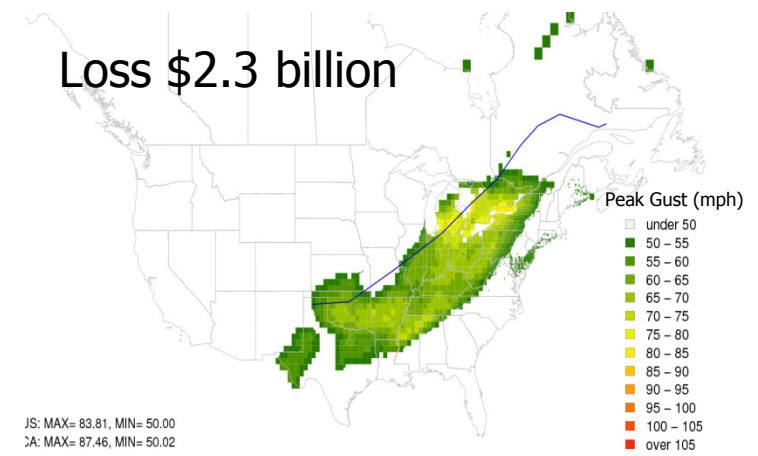 Loss $2.3 billion
Peak Gust (mph)
under 50
50 – 55
55 – 60
60 – 65
65 – 70
70 – 75
75 – 80
80 – 85
85 – 90
90 – 95
95 – 100
100 – 105
over 105
JS: MAX= 83.81, MIN= 50.00
CA: MAX= 87.46, MIN= 50.02